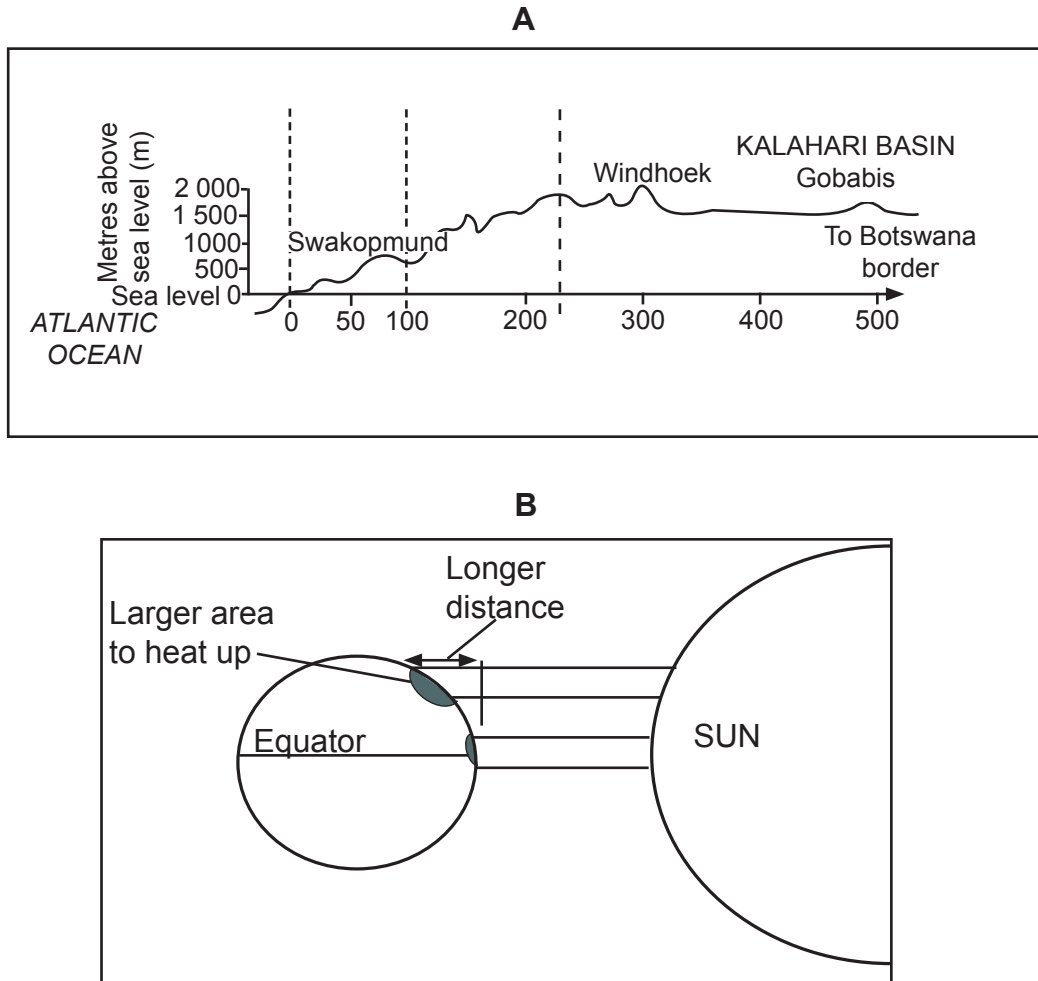 A
Metres above
sea level (m)
2 000
1 500
1000
500
Sea level 0
Swakopmund
Windhoek
KALAHARI BASIN
Gobabis
To Botswana
border
ATLANTIC
OCEAN
0 50 100 200 300 400 500
B
Longer
distance
Larger area
to heat up
Equator
SUN